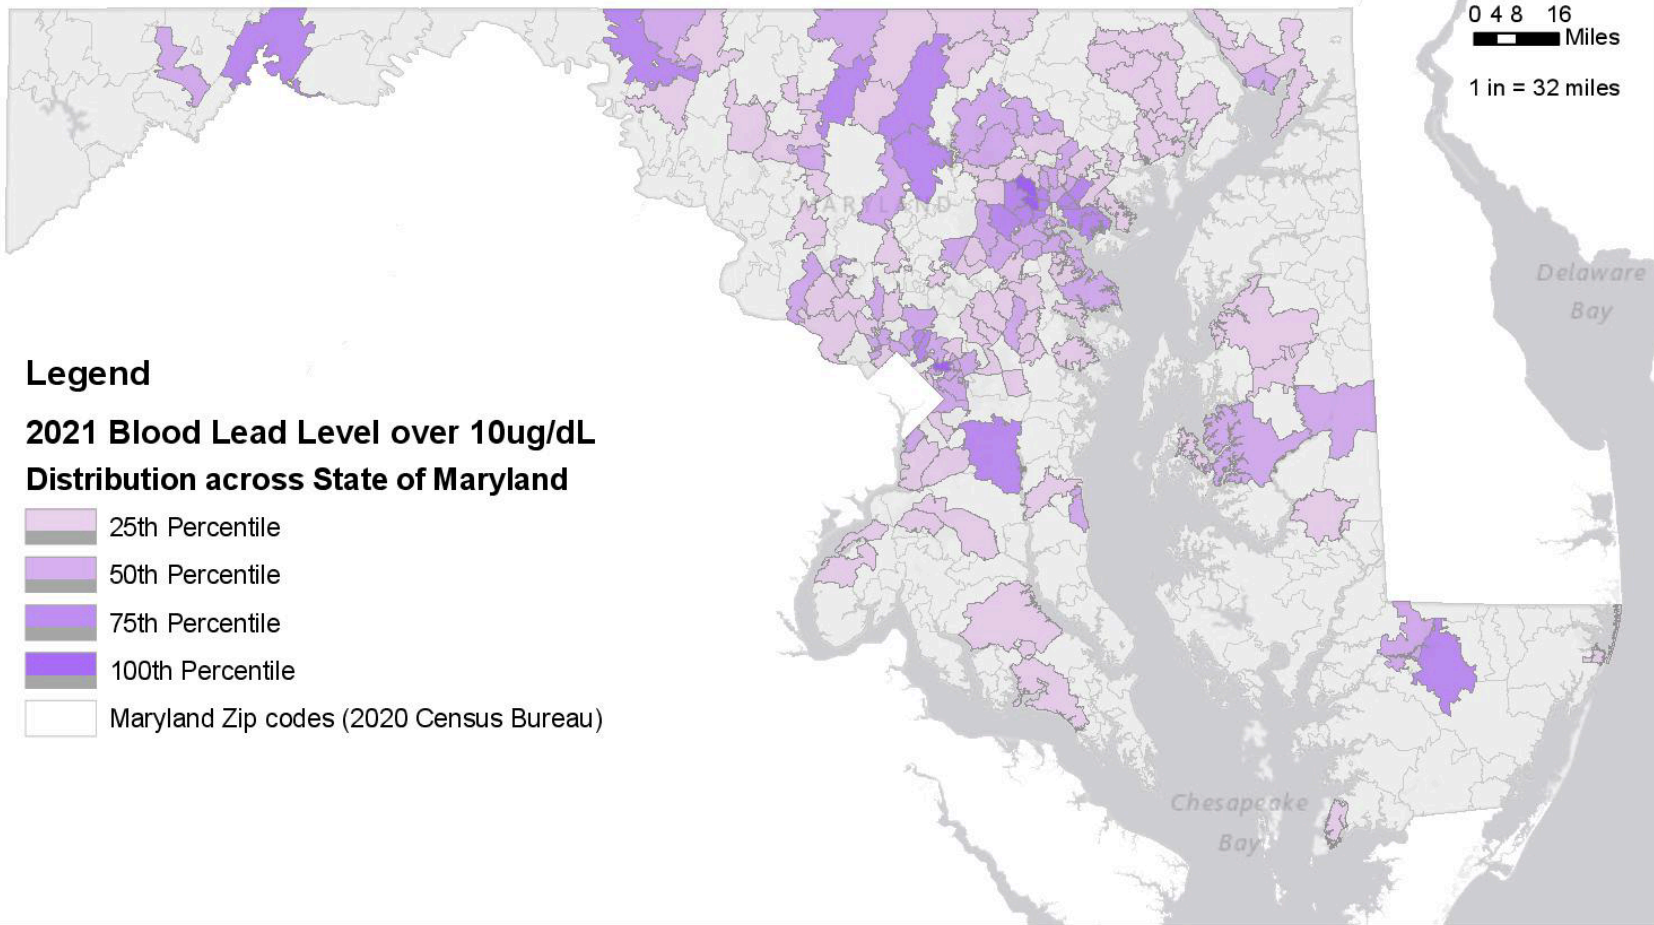 0 4 8 16
Miles
1 in = 32 miles
MARYLAND
Delaware
Bay
Legend
2021 Blood Lead Level over 10ug/dL
Distribution across State of Maryland
25th Percentile
50th Percentile
75th Percentile
100th Percentile
Maryland Zip codes (2020 Census Bureau)
Chesapeake
Bay